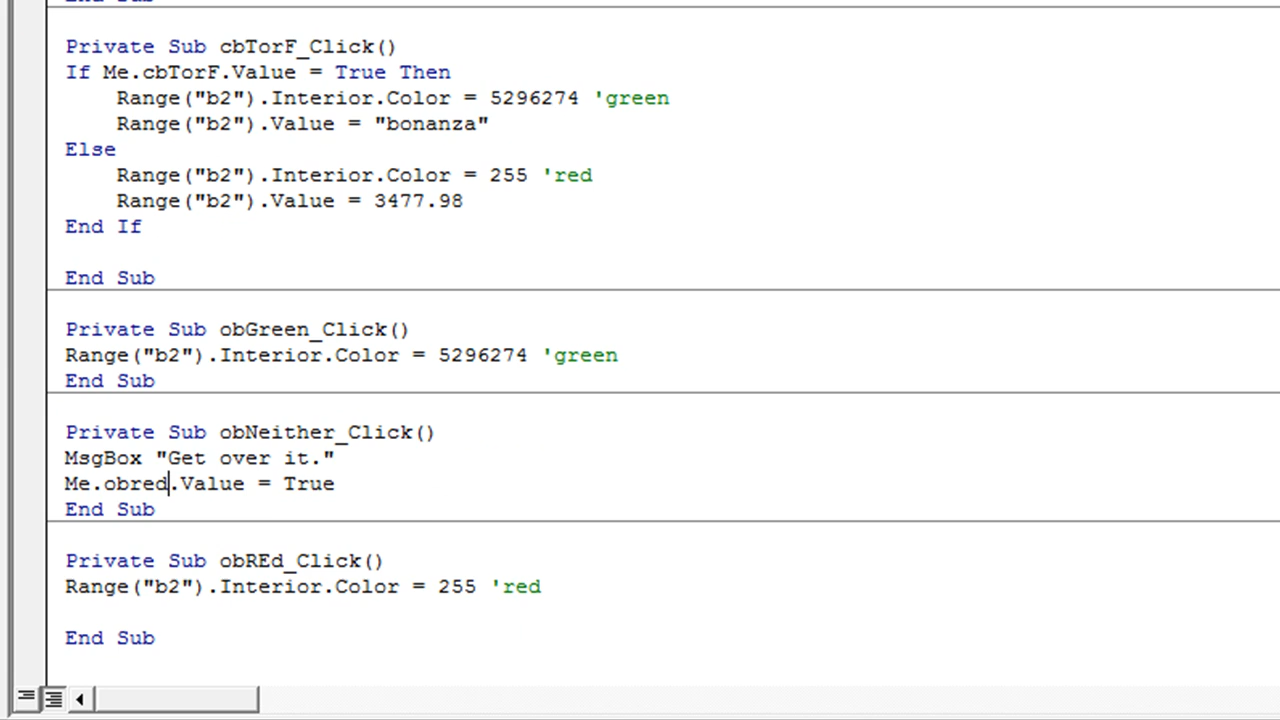 End Sub
Private Sub cbTorF_Click()
If Me.cbTorF.Value = True Then
    Range("b2").Interior.Color = 5296274 'green
    Range("b2").Value = "bonanza"
Else
    Range("b2").Interior.Color = 255 'red
    Range("b2").Value = 3477.98
End If
End Sub
Private Sub obGreen_Click()
Range("b2").Interior.Color = 5296274 'green
End Sub
Private Sub obNeither_Click()
MsgBox "Get over it."
Me.obred.Value = True
End Sub
Private Sub obREd_Click()
Range("b2").Interior.Color = 255 'red
End Sub